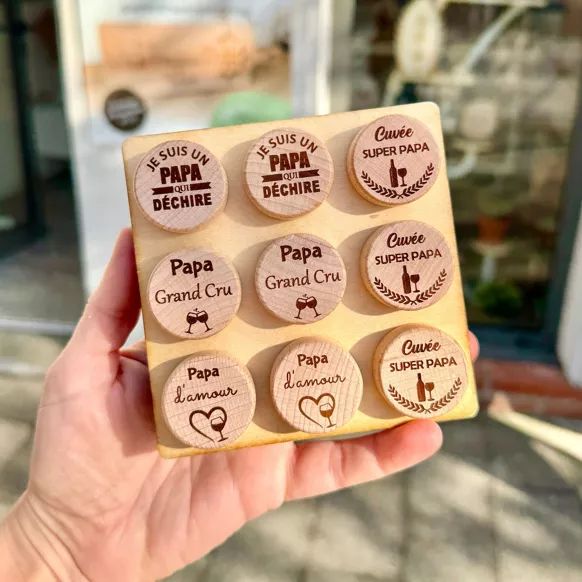 JE SUIS UN
PAPA
QUI
DÉCHIRE
JE SUIS UN
PAPA
QUI
DÉCHIRE
Cuvée
SUPER PAPA
Papa
Grand Cru
Papa
Grand Cru
Cuvée
SUPER PAPA
Papa
d'amour
Papa
d'amour
Cuvée
SUPER PAPA